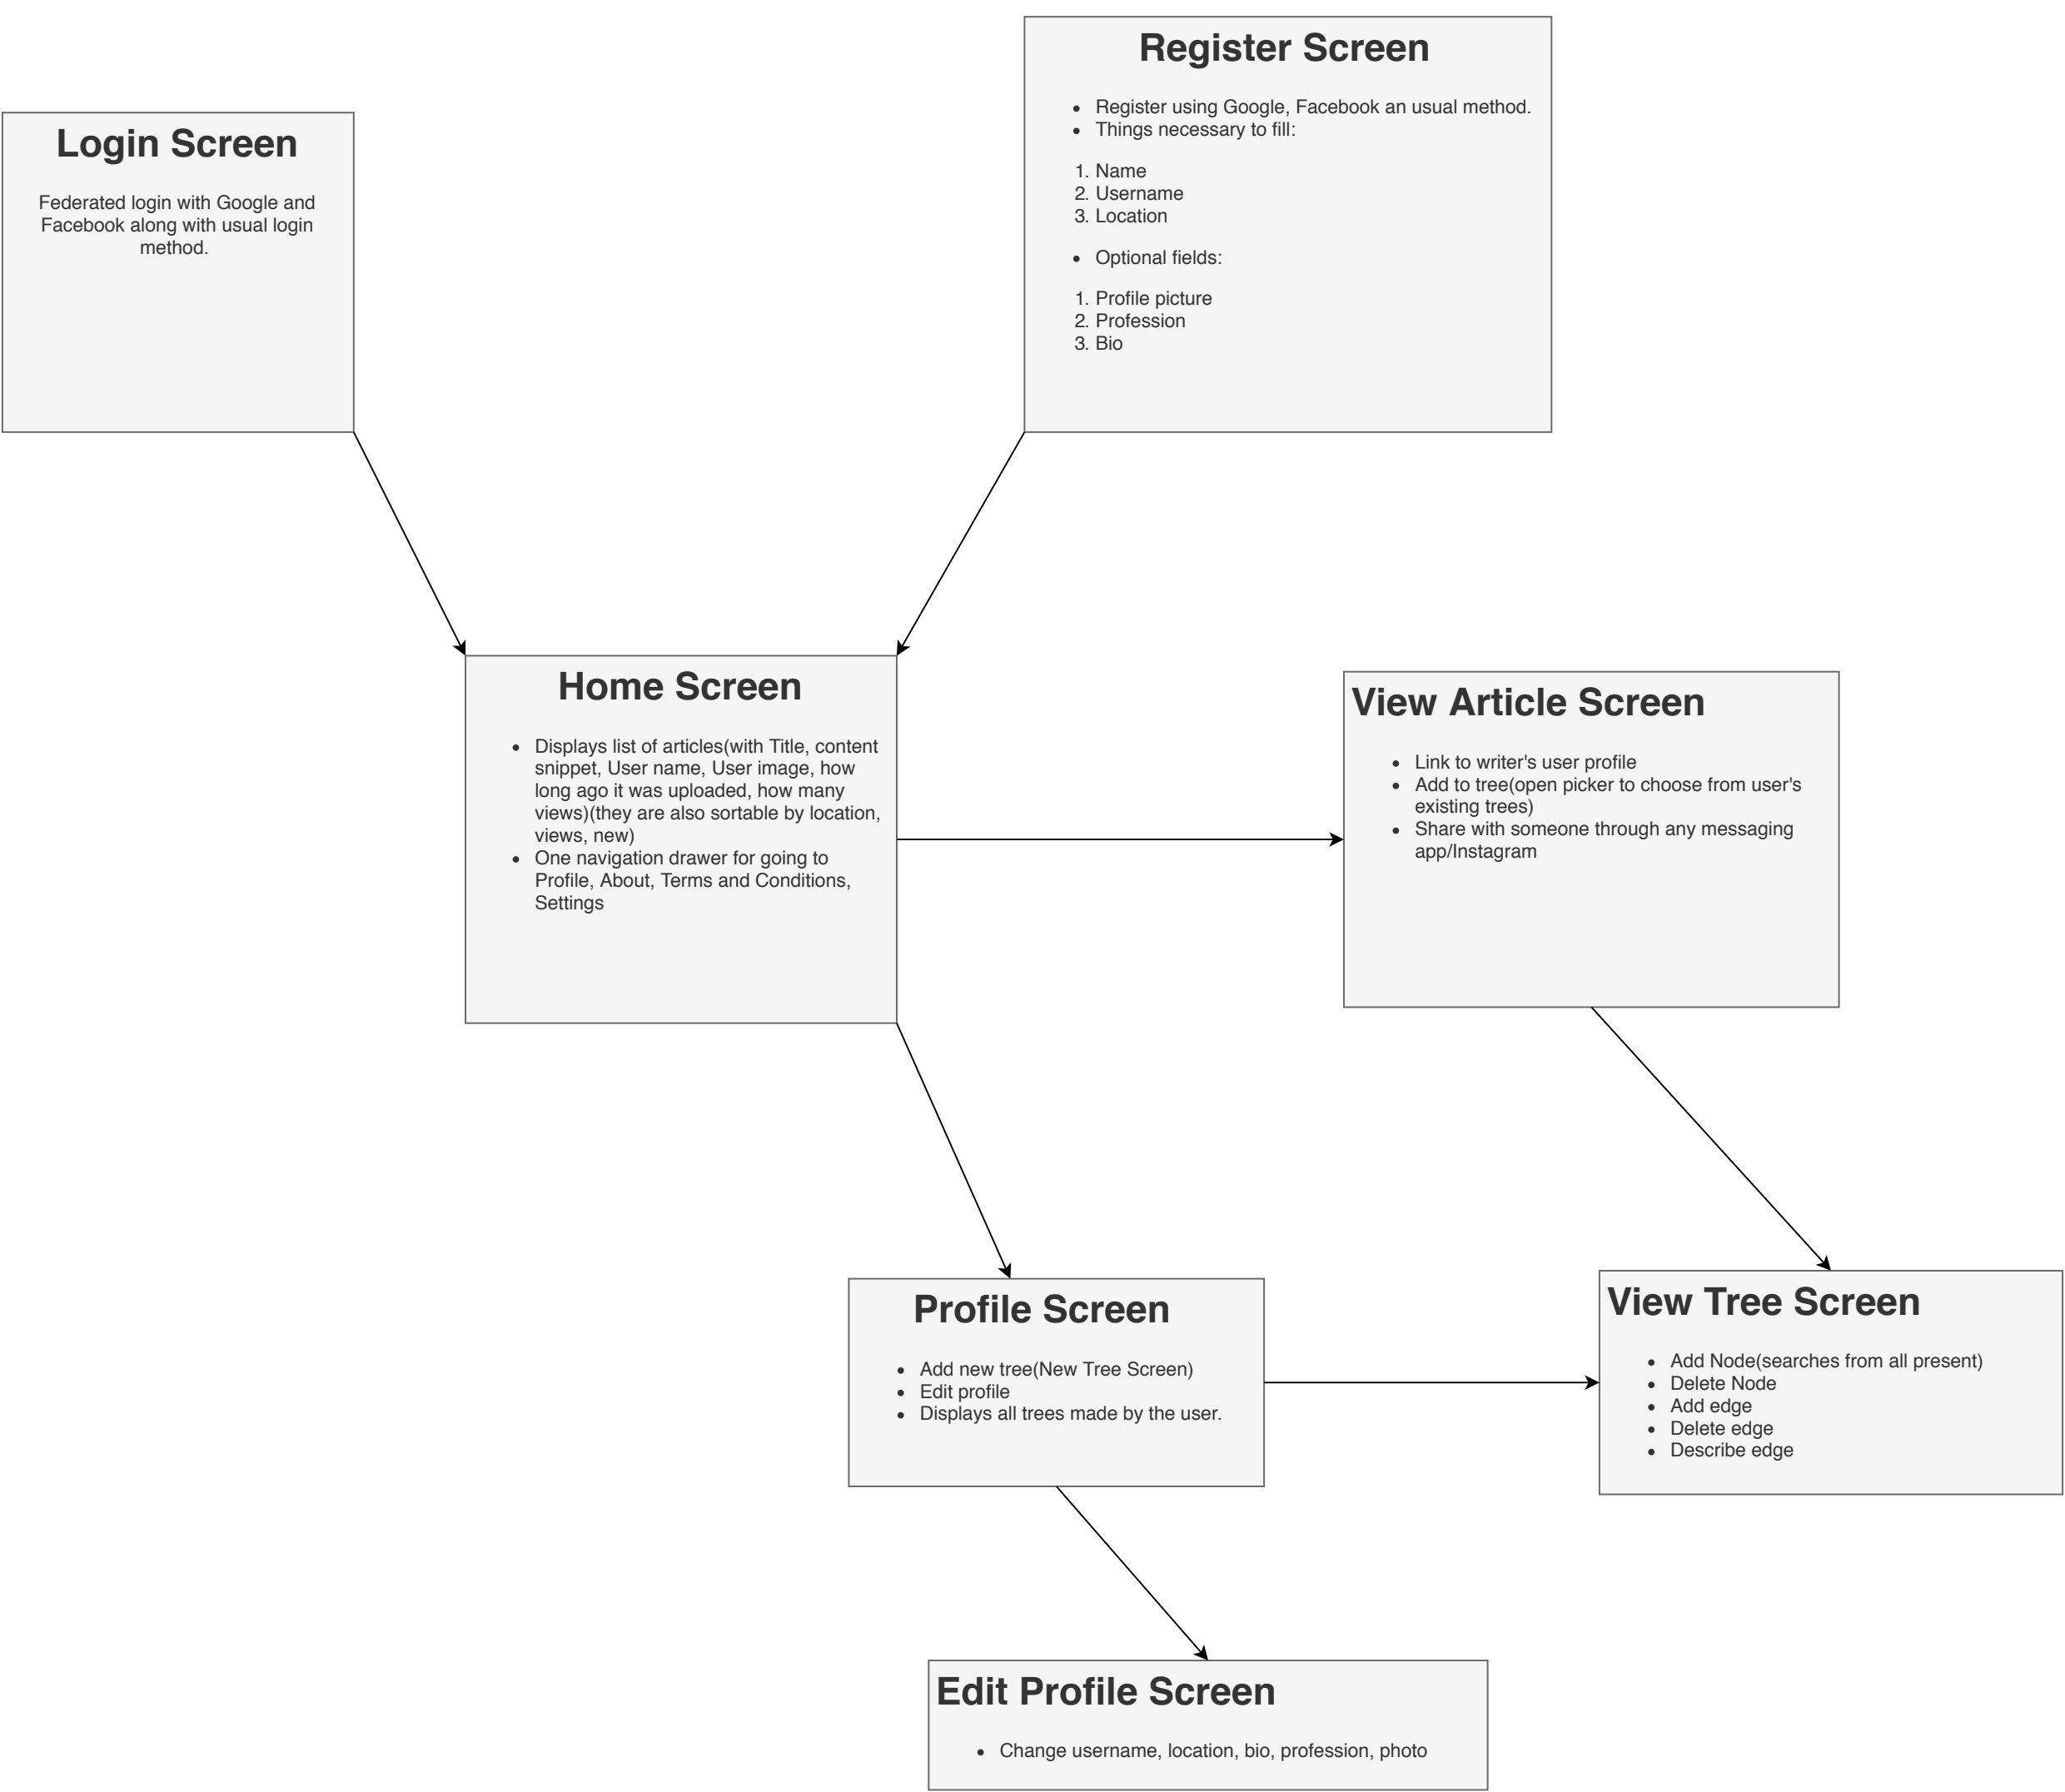 Register Screen
• Register using Google, Facebook an usual method.
• Things necessary to fill:
1. Name
2. Username
3. Location
• Optional fields:
1. Profile picture
2. Profession
3. Bio
Login Screen
Federated login with Google and
Facebook along with usual login
method.
Home Screen
• Displays list of articles(with Title, content
snippet, User name, User image, how
long ago it was uploaded, how many
views)(they are also sortable by location,
views, new)
• One navigation drawer for going to
Profile, About, Terms and Conditions,
Settings
View Article Screen
• Link to writer's user profile
• Add to tree(open picker to choose from user's
existing trees)
• Share with someone through any messaging
app/Instagram
Profile Screen
• Add new tree(New Tree Screen)
• Edit profile
• Displays all trees made by the user.
View Tree Screen
• Add Node(searches from all present)
• Delete Node
• Add edge
• Delete edge
• Describe edge
Edit Profile Screen
• Change username, location, bio, profession, photo